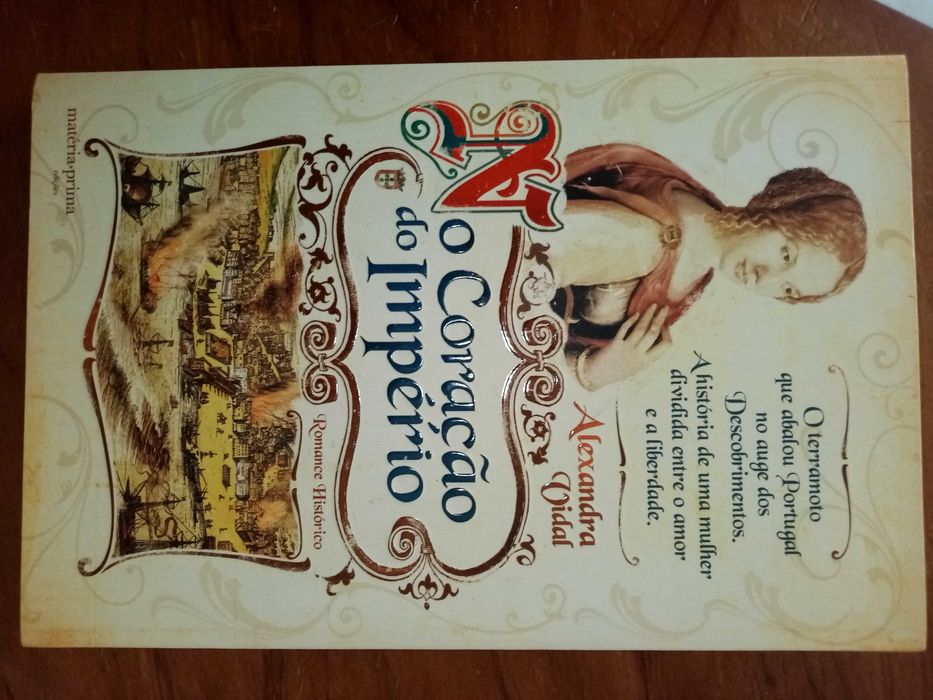 O terramoto
que abalou Portugal
no auge dos
Descobrimentos.
A história de uma mulher
dividida entre o amor
e a liberdade.
Alexandra
Vidal
No Coração
do Império
Romance Histórico
matéria-prima
edições